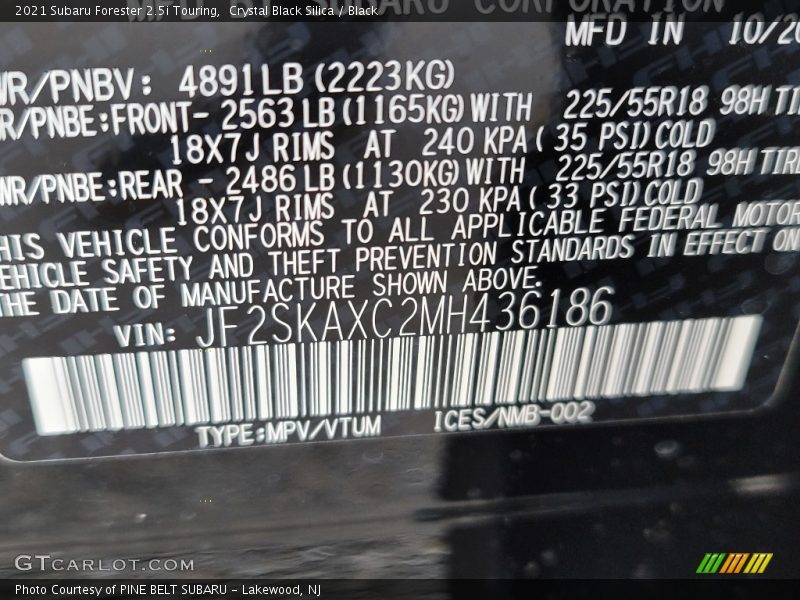 2021 Subaru Forester 2.5i Touring, Crystal Black Silica / Black
CORPORATION
MFD IN 10/20
WR/PNBV: 4891LB (2223KG)
R/PNBE:FRONT- 2563 LB (1165KG) WITH 225/55R18 98H TI
18X7J RIMS AT 240 KPA ( 35 PSI) COLD
WR/PNBE:REAR - 2486 LB (1130KG) WITH 225/55R18 98H TIRE
18X7J RIMS AT 230 KPA ( 33 PSI) COLD
HIS VEHICLE CONFORMS TO ALL APPLICABLE FEDERAL MOTOR
EHICLE SAFETY AND THEFT PREVENTION STANDARDS IN EFFECT ON
THE DATE OF MANUFACTURE SHOWN ABOVE.
VIN: JF2SKAXC2MH436186
TYPE:MPV/VTUM ICES/NMB-002
GTCARLOT.COM
Photo Courtesy of PINE BELT SUBARU - Lakewood, NJ